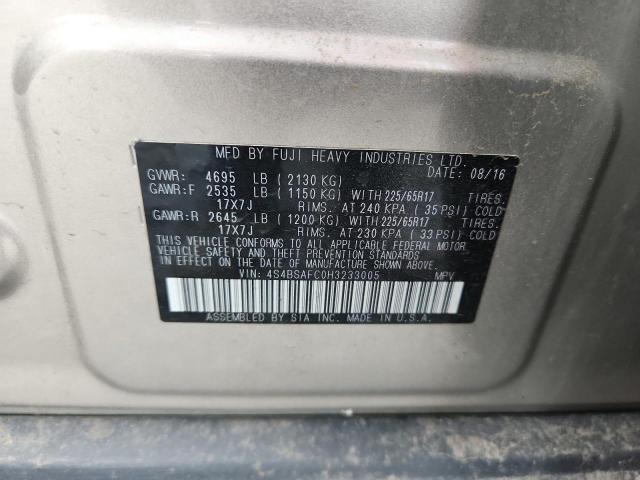 MFD BY FUJI HEAVY INDUSTRIES LTD.
GVWR: 4695 LB ( 2130 KG) DATE: 08/16
GAWR:F 2535 LB ( 1150 KG) WITH 225/65R17 TIRES.
17X7J RIMS. AT 240 KPA ( 35 PSI) COLD
GAWR:R 2645 LB ( 1200 KG) WITH 225/65R17 TIRES.
17X7J RIMS. AT 230 KPA ( 33 PSI) COLD
THIS VEHICLE CONFORMS TO ALL APPLICABLE FEDERAL MOTOR
VEHICLE SAFETY AND THEFT PREVENTION STANDARDS IN EFFECT
ON THE DATE OF MANUFACTURE SHOWN ABOVE.
VIN: 4S4BSAFC0H3233005 MPV
ASSEMBLED BY SIA INC. MADE IN U.S.A.